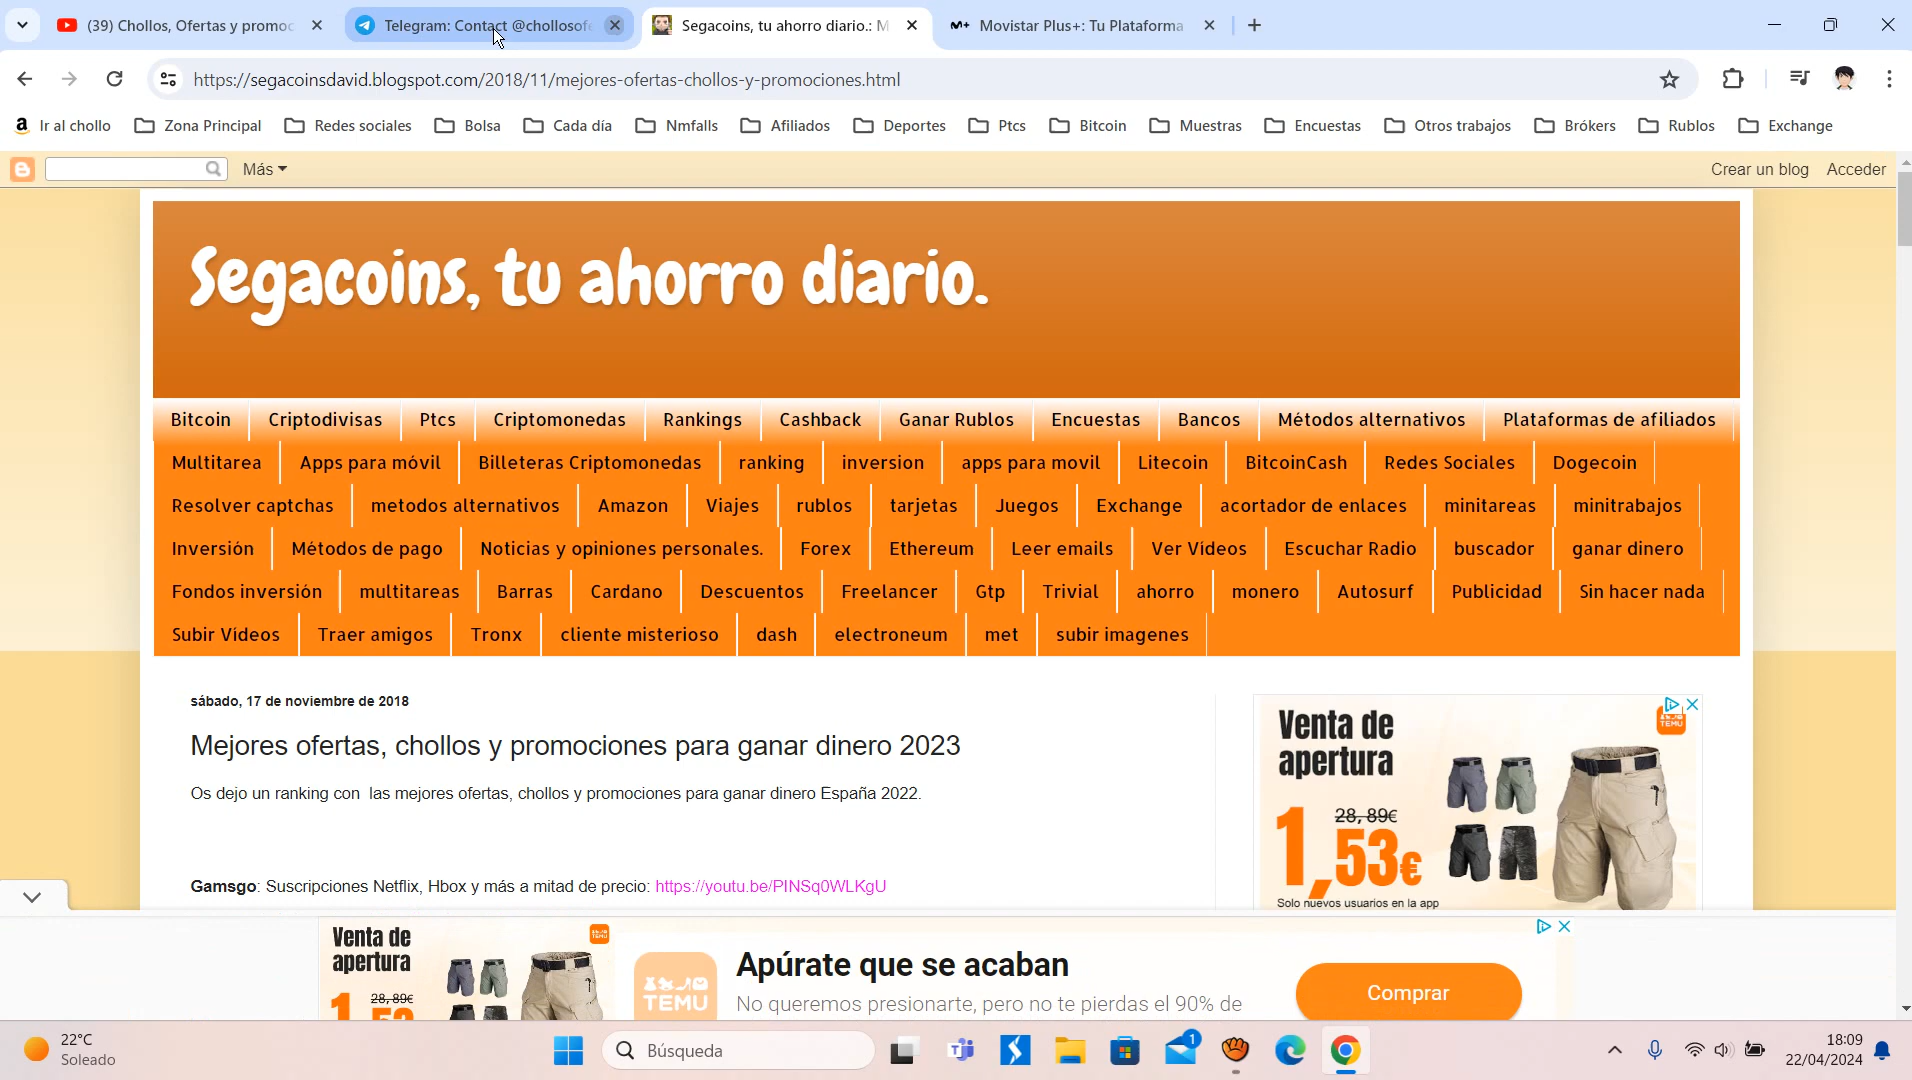 (39) Chollos, Ofertas y promoc
Telegram: Contact @chollosofe
Segacoins, tu ahorro diario.: M
M+ Movistar Plus+: Tu Plataforma
https://segacoinsdavid.blogspot.com/2018/11/mejores-ofertas-chollos-y-promociones.html
Ir al chollo Zona Principal Redes sociales Bolsa Cada día Nmfalls Afiliados Deportes Ptcs Bitcoin Muestras Encuestas Otros trabajos Brókers Rublos Exchange
Más Crear un blog Acceder
Segacoins, tu ahorro diario.
Bitcoin Criptodivisas Ptcs Criptomonedas Rankings Cashback Ganar Rublos Encuestas Bancos Métodos alternativos Plataformas de afiliados
Multitarea Apps para móvil Billeteras Criptomonedas ranking inversion apps para movil Litecoin BitcoinCash Redes Sociales Dogecoin
Resolver captchas metodos alternativos Amazon Viajes rublos tarjetas Juegos Exchange acortador de enlaces minitareas minitrabajos
Inversión Métodos de pago Noticias y opiniones personales. Forex Ethereum Leer emails Ver Vídeos Escuchar Radio buscador ganar dinero
Fondos inversión multitareas Barras Cardano Descuentos Freelancer Gtp Trivial ahorro monero Autosurf Publicidad Sin hacer nada
Subir Vídeos Traer amigos Tronx cliente misterioso dash electroneum met subir imagenes
sábado, 17 de noviembre de 2018
Mejores ofertas, chollos y promociones para ganar dinero 2023
Os dejo un ranking con las mejores ofertas, chollos y promociones para ganar dinero España 2022.
Gamsgo: Suscripciones Netflix, Hbox y más a mitad de precio: https://youtu.be/PINSq0WLKgU
Venta de
apertura
TEMU
28,89€
1,53€
Solo nuevos usuarios en la app
Venta de
apertura
28,89€
TEMU
Apúrate que se acaban
No queremos presionarte, pero no te pierdas el 90% de
Comprar
22°C
Soleado
Búsqueda
1
18:09
22/04/2024